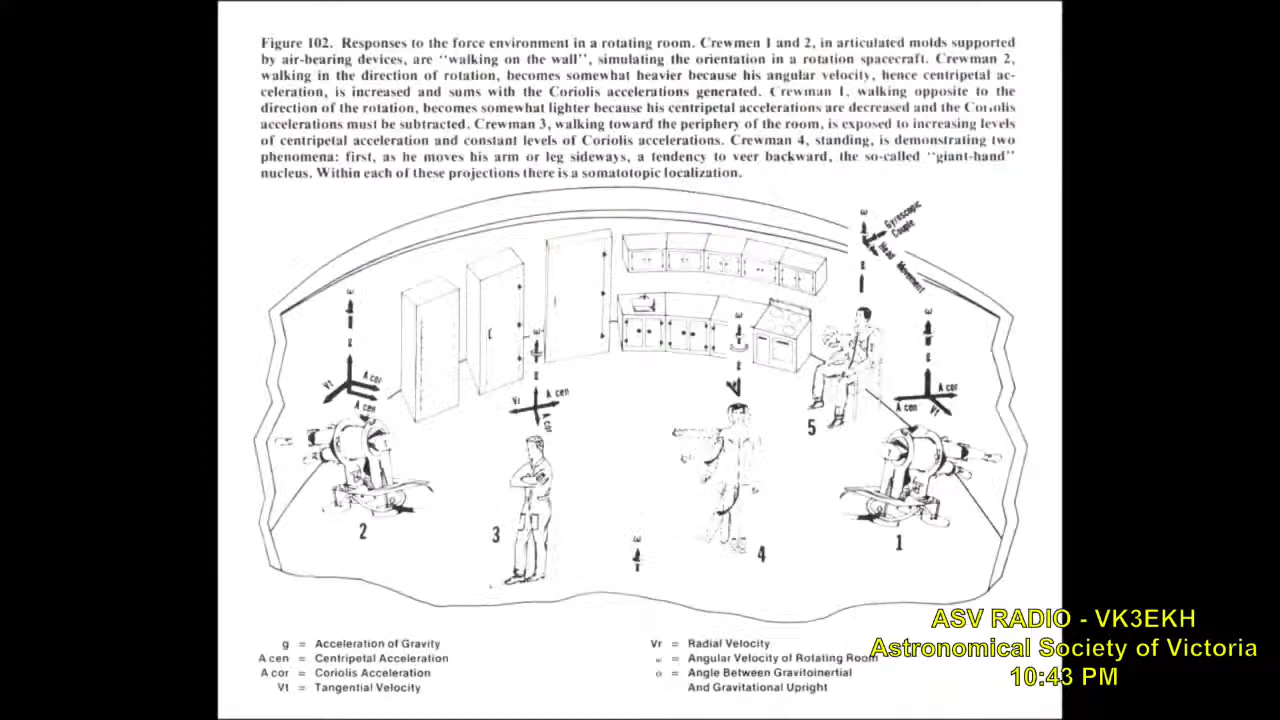 Figure 102. Responses to the force environment in a rotating room. Crewmen 1 and 2, in articulated molds supported
by air-bearing devices, are "walking on the wall", simulating the orientation in a rotation spacecraft. Crewman 2,
walking in the direction of rotation, becomes somewhat heavier because his angular velocity, hence centripetal ac-
celeration, is increased and sums with the Coriolis accelerations generated. Crewman 1, walking opposite to the
direction of the rotation, becomes somewhat lighter because his centripetal accelerations are decreased and the Coriolis
accelerations must be subtracted. Crewman 3, walking toward the periphery of the room, is exposed to increasing levels
of centripetal acceleration and constant levels of Coriolis accelerations. Crewman 4, standing, is demonstrating two
phenomena: first, as he moves his arm or leg sideways, a tendency to veer backward, the so-called "giant-hand"
nucleus. Within each of these projections there is a somatotopic localization.
ω
Gyroscopic
Couple
Head Movement
g
ω
g
Vt
A cor
A cen
2
ω
g
Vr
A cen
A cor
3
ω
g
4
5
ω
g
A cor
A cen
Vt
1
ω
g = Acceleration of Gravity
A cen = Centripetal Acceleration
A cor = Coriolis Acceleration
Vt = Tangential Velocity
Vr = Radial Velocity
ω = Angular Velocity of Rotating Room
α = Angle Between Gravitoinertial
And Gravitational Upright
ASV RADIO - VK3EKH
Astronomical Society of Victoria
10:43 PM